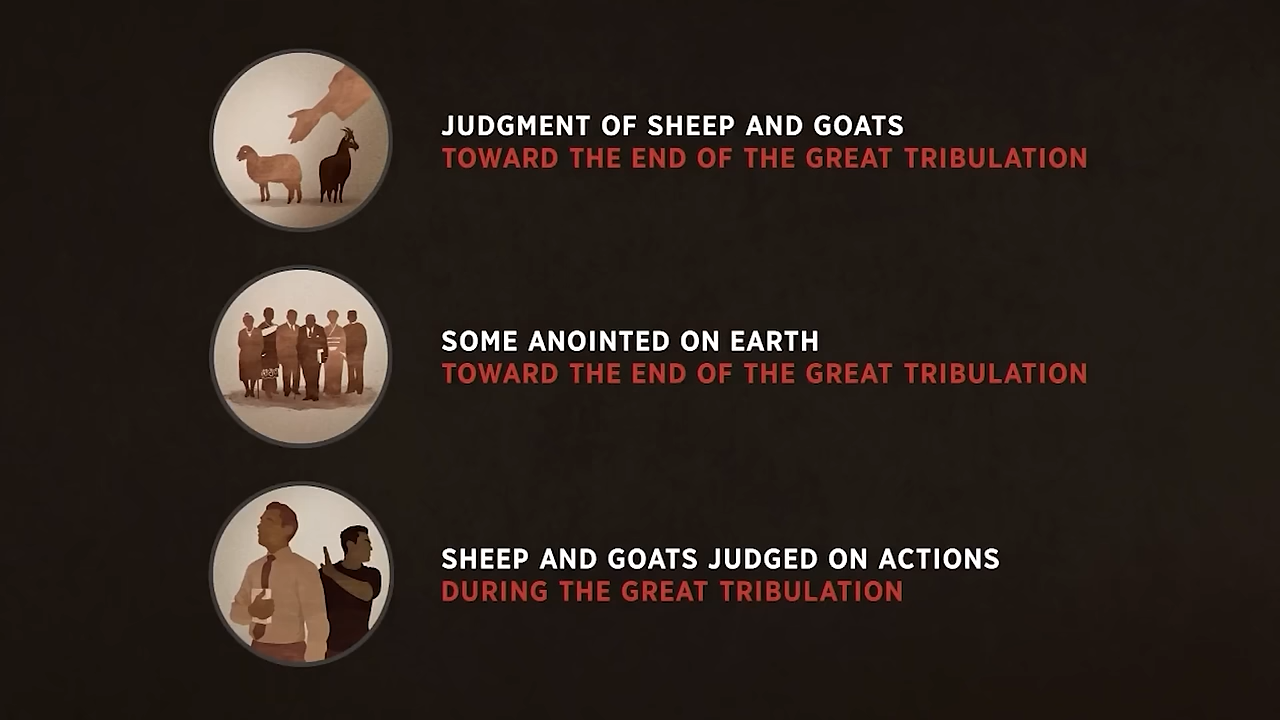 JUDGMENT OF SHEEP AND GOATS
TOWARD THE END OF THE GREAT TRIBULATION
SOME ANOINTED ON EARTH
TOWARD THE END OF THE GREAT TRIBULATION
SHEEP AND GOATS JUDGED ON ACTIONS
DURING THE GREAT TRIBULATION